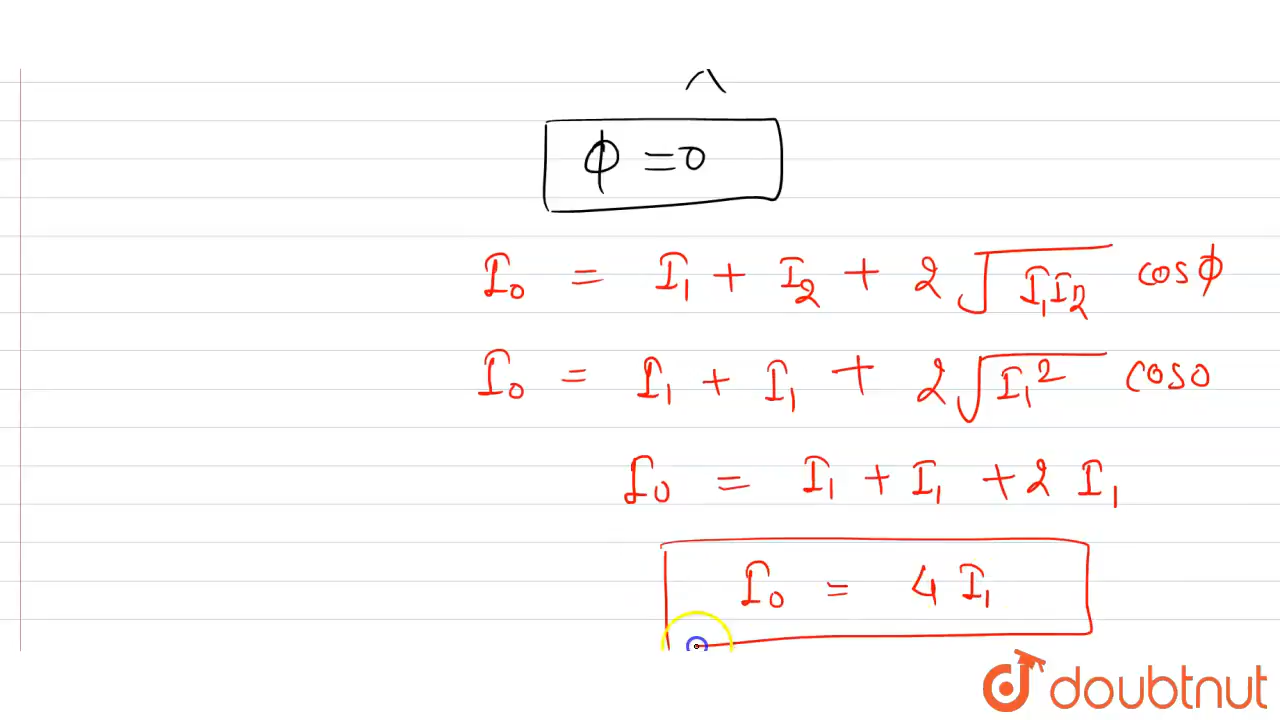 ϕ = 0
I₀ = I₁ + I₂ + 2 √I₁I₂ cosϕ
I₀ = I₁ + I₁ + 2 √I₁² cos0
I₀ = I₁ + I₁ + 2 I₁
I₀ = 4 I₁
doubtnut